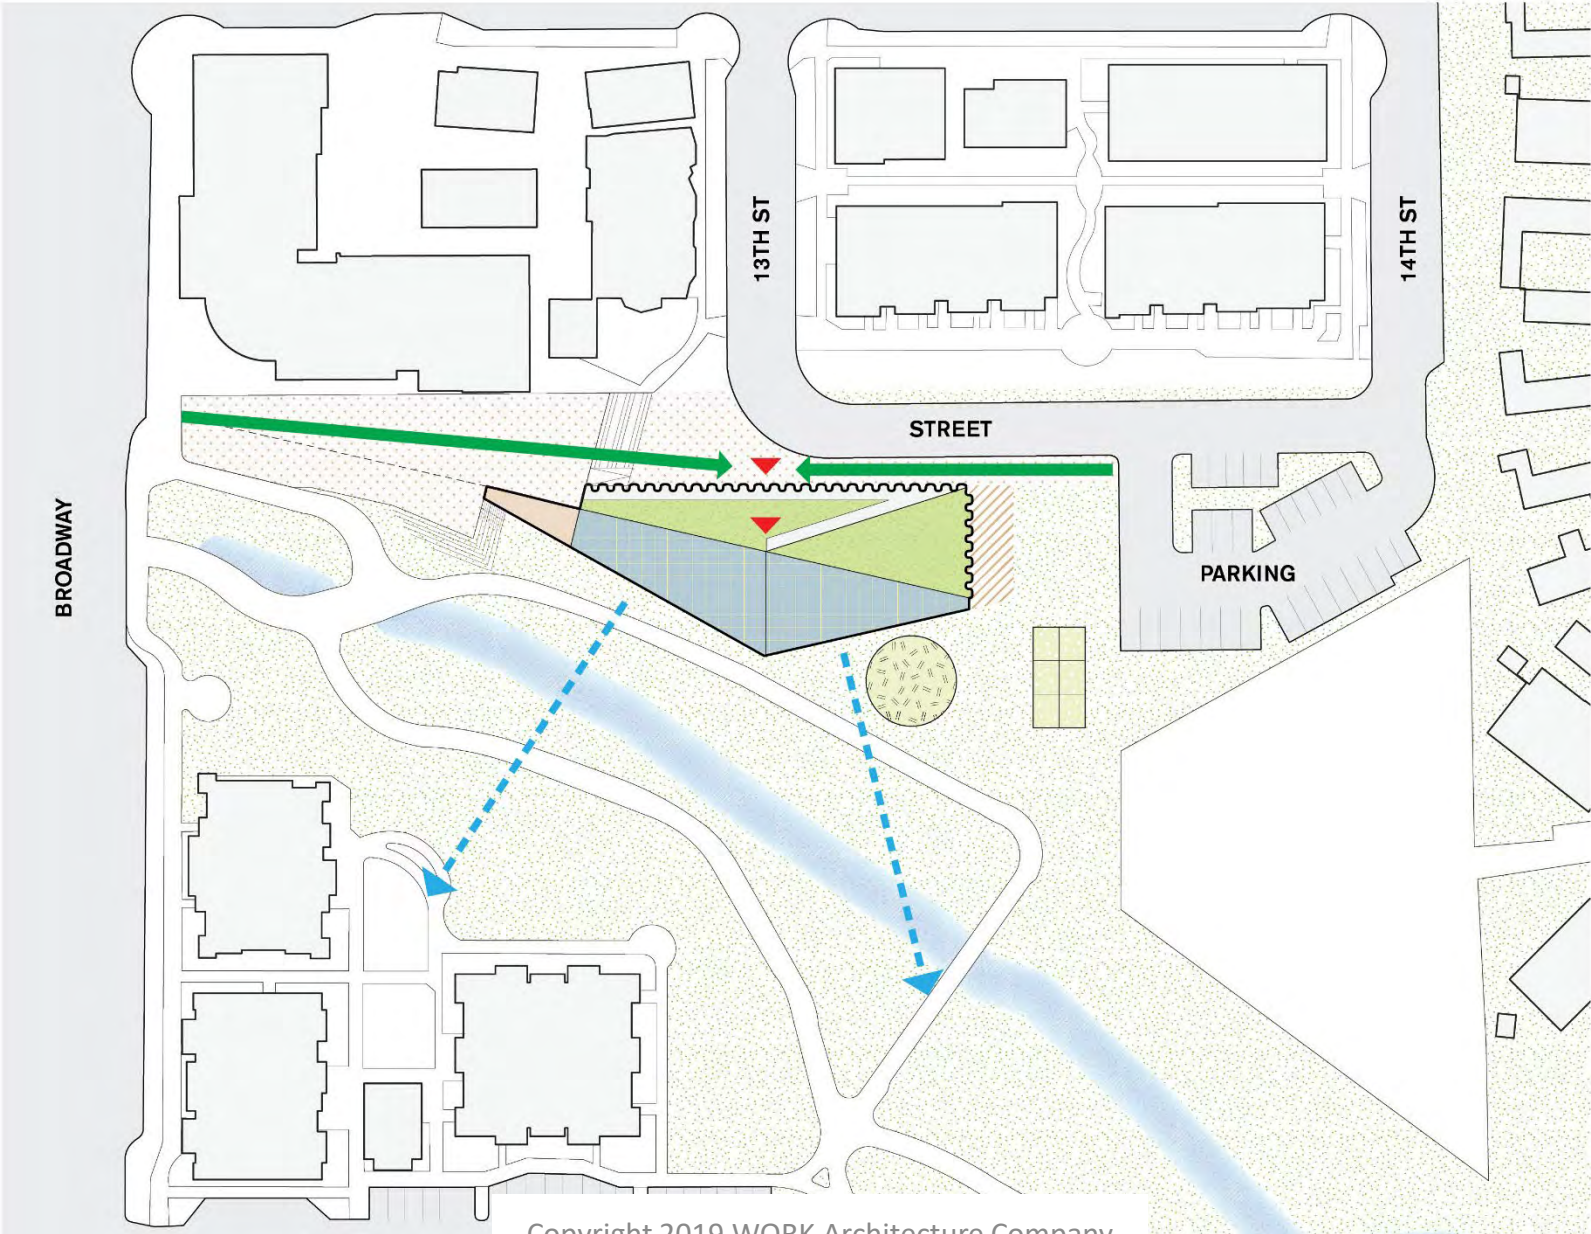 13TH ST
14TH ST
STREET
BROADWAY
PARKING
Copyright 2019 WORK Architecture Company